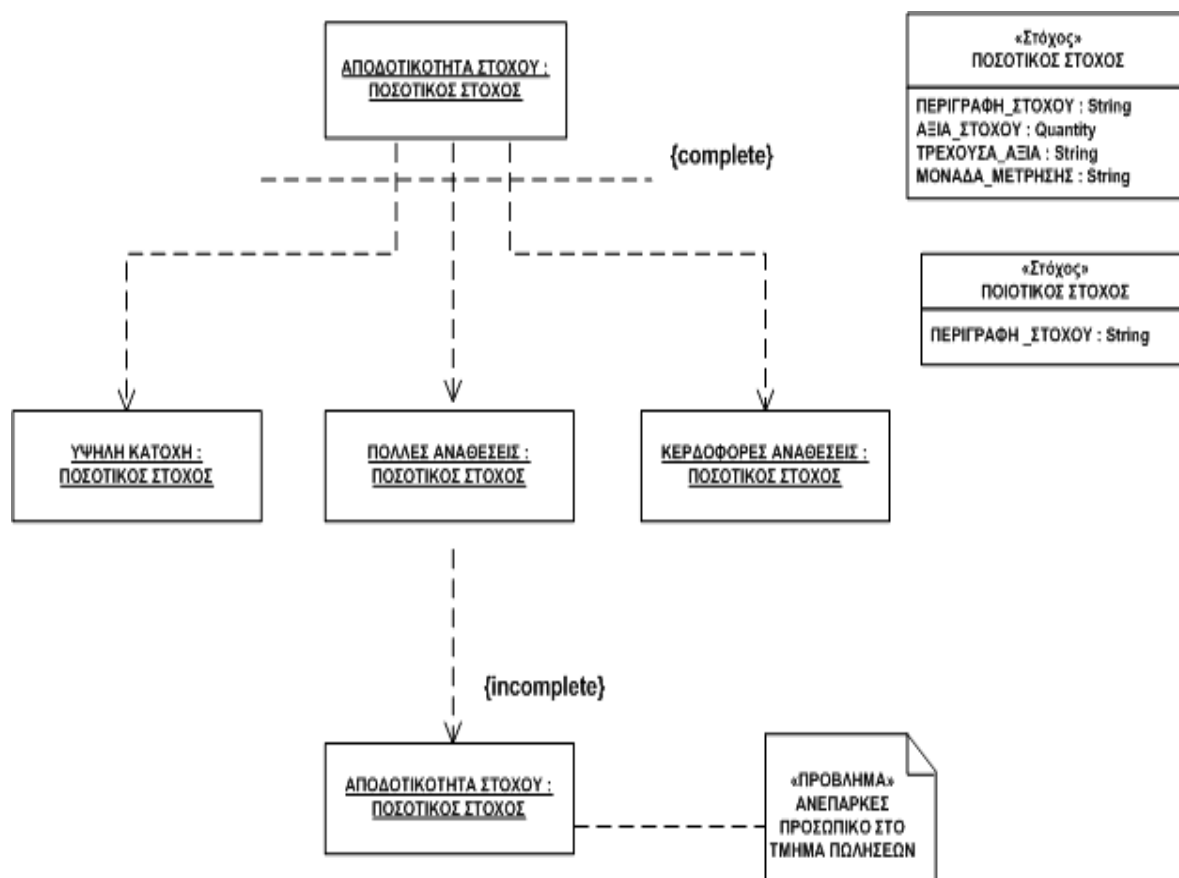 ΑΠΟΔΟΤΙΚΟΤΗΤΑ ΣΤΟΧΟΥ :
ΠΟΣΟΤΙΚΟΣ ΣΤΟΧΟΣ
{complete}
«Στόχος»
ΠΟΣΟΤΙΚΟΣ ΣΤΟΧΟΣ
ΠΕΡΙΓΡΑΦΗ_ΣΤΟΧΟΥ : String
ΑΞΙΑ_ΣΤΟΧΟΥ : Quantity
ΤΡΕΧΟΥΣΑ_ΑΞΙΑ : String
ΜΟΝΑΔΑ_ΜΕΤΡΗΣΗΣ : String
«Στόχος»
ΠΟΙΟΤΙΚΟΣ ΣΤΟΧΟΣ
ΠΕΡΙΓΡΑΦΗ _ΣΤΟΧΟΥ : String
ΥΨΗΛΗ ΚΑΤΟΧΗ :
ΠΟΣΟΤΙΚΟΣ ΣΤΟΧΟΣ
ΠΟΛΛΕΣ ΑΝΑΘΕΣΕΙΣ :
ΠΟΣΟΤΙΚΟΣ ΣΤΟΧΟΣ
ΚΕΡΔΟΦΟΡΕΣ ΑΝΑΘΕΣΕΙΣ :
ΠΟΣΟΤΙΚΟΣ ΣΤΟΧΟΣ
{incomplete}
ΑΠΟΔΟΤΙΚΟΤΗΤΑ ΣΤΟΧΟΥ :
ΠΟΣΟΤΙΚΟΣ ΣΤΟΧΟΣ
«ΠΡΟΒΛΗΜΑ»
ΑΝΕΠΑΡΚΕΣ
ΠΡΟΣΩΠΙΚΟ ΣΤΟ
ΤΜΗΜΑ ΠΩΛΗΣΕΩΝ